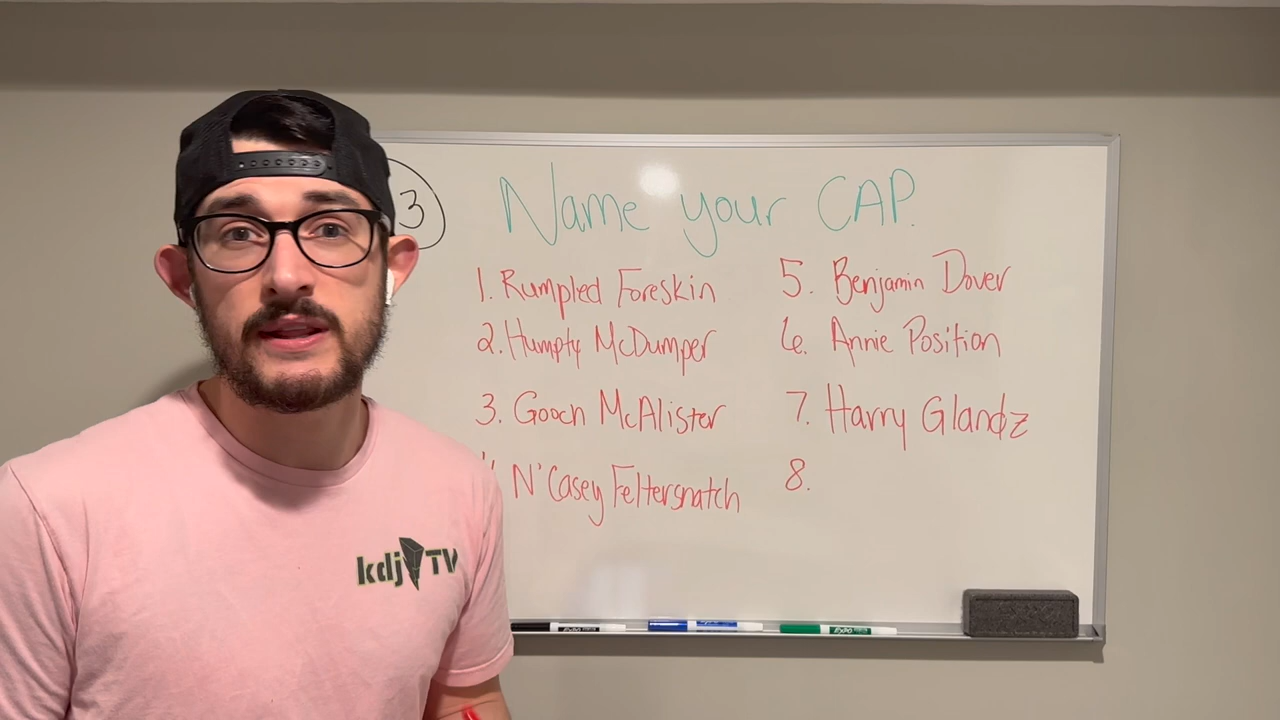 3
Name your CAP.
1. Rumpled Foreskin
2. Humpty McDumper
3. Gooch McAlister
N'Casey Feltersnatch
5. Benjamin Dover
6. Annie Position
7. Harry Glandz
8.
kdj TV
EXPO
EXPO